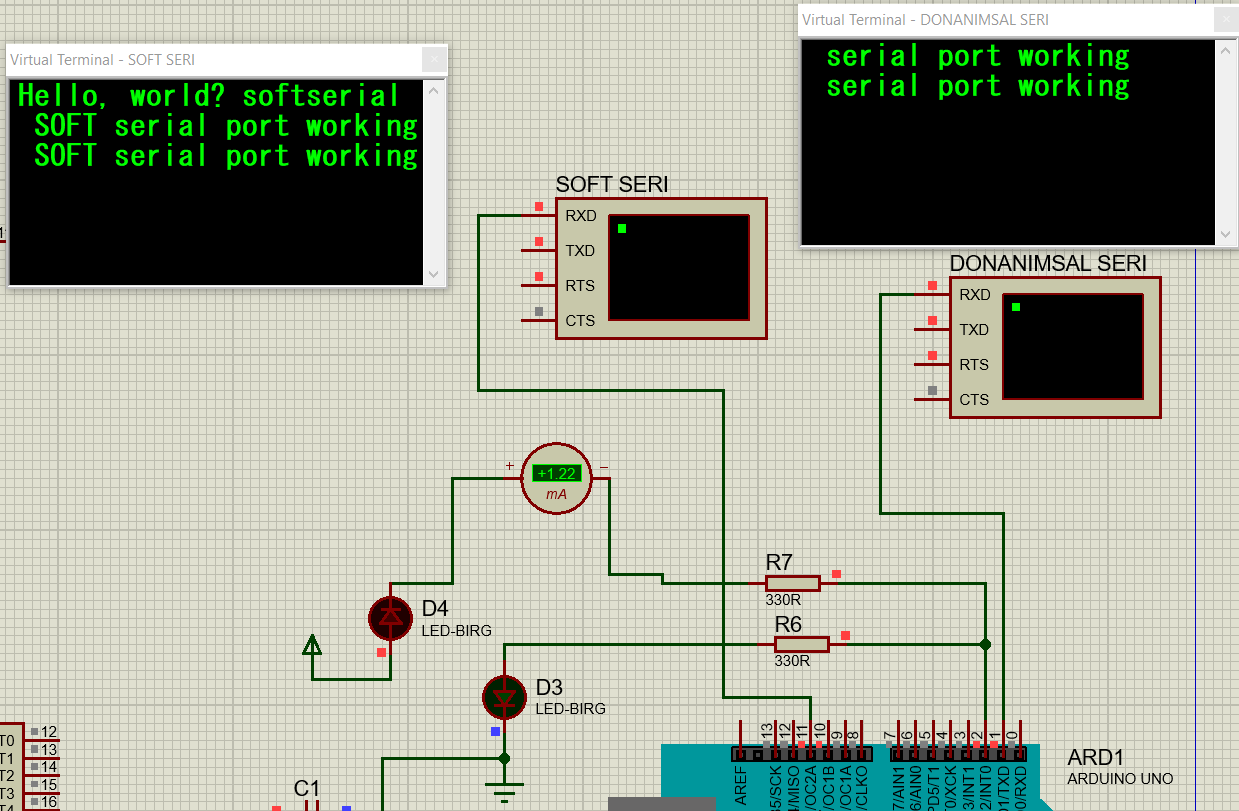 Virtual Terminal - SOFT SERI
Hello, world? softserial
SOFT serial port working
SOFT serial port working
Virtual Terminal - DONANIMSAL SERI
serial port working
serial port working
SOFT SERI
RXD
TXD
RTS
CTS
DONANIMSAL SERI
RXD
TXD
RTS
CTS
+
+1.22
−
mA
R7
330R
R6
330R
D4
LED-BIRG
D3
LED-BIRG
C1
T0
T1
T2
T3
12
13
14
15
16
13
12
11
10
9
8
7
6
5
4
3
2
1
0
AREF
5/SCK
4/MISO
/OC2A
/OC1B
/OC1A
/CLKO
7/AIN1
6/AIN0
PD5/T1
/XCK
3/INT1
2/INT0
1/TXD
0/RXD
ARD1
ARDUINO UNO